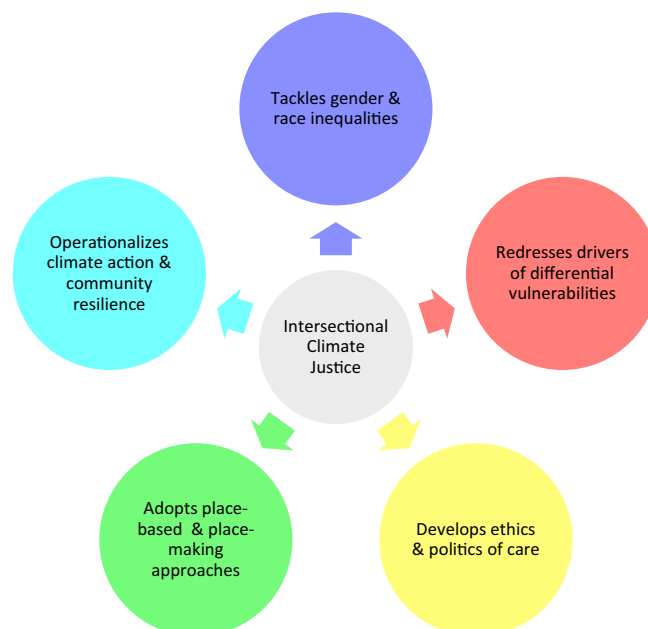 Tackles gender &
race inequalities
Redresses drivers
of differential
vulnerabilities
Develops ethics
& politics of care
Adopts place-
based & place-
making
approaches
Operationalizes
climate action &
community
resilience
Intersectional
Climate
Justice